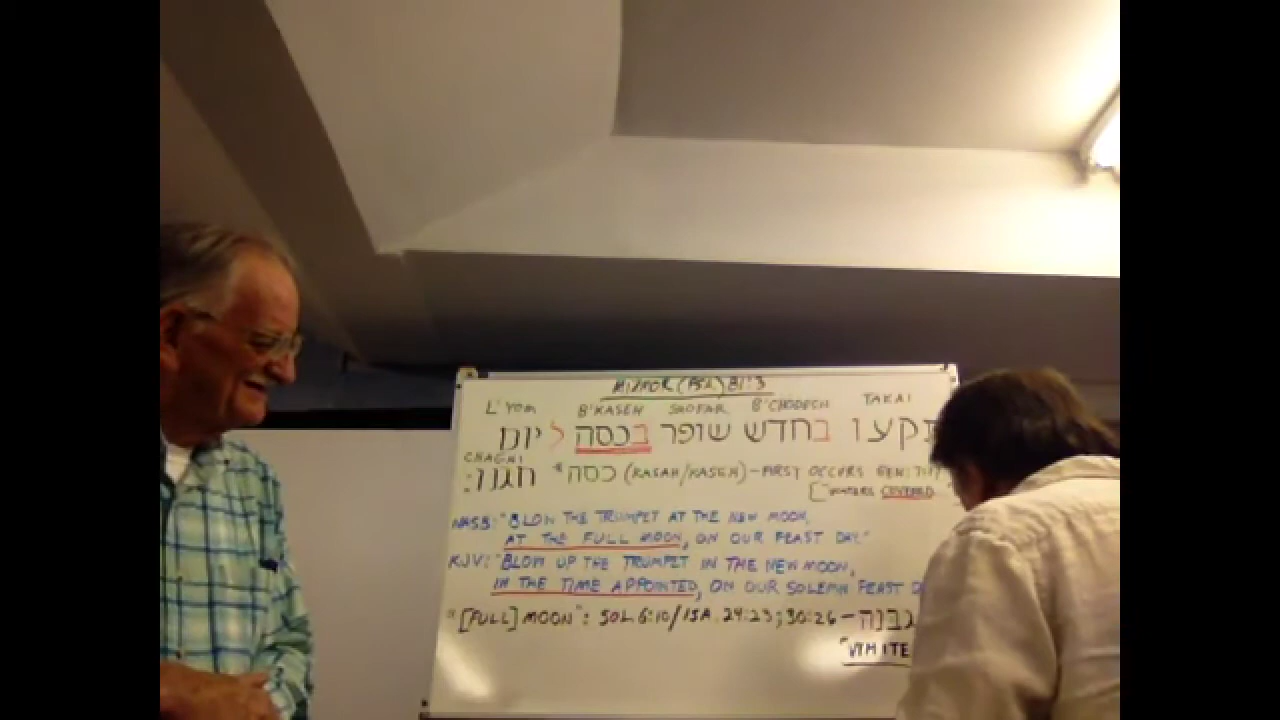 MIZMOR (PSA) 81:3
L'YOM B'KASEH SHOFAR B'CHODESH TAKAI
תקעו בחדש שופר בכסה ליום
CHAGNI
חגנו: *כסה (KASAH/KASEH) - FIRST OCCURS GEN.
["WATERS COVERED
NASB: "BLOW THE TRUMPET AT THE NEW MOON,
AT THE FULL MOON, ON OUR FEAST DAY."
KJV: "BLOW UP THE TRUMPET IN THE NEW MOON,
IN THE TIME APPOINTED, ON OUR SOLEMN FEAST
"[FULL] MOON": SOL. 6:10/ISA. 24:23; 30:26 –
"WHITE